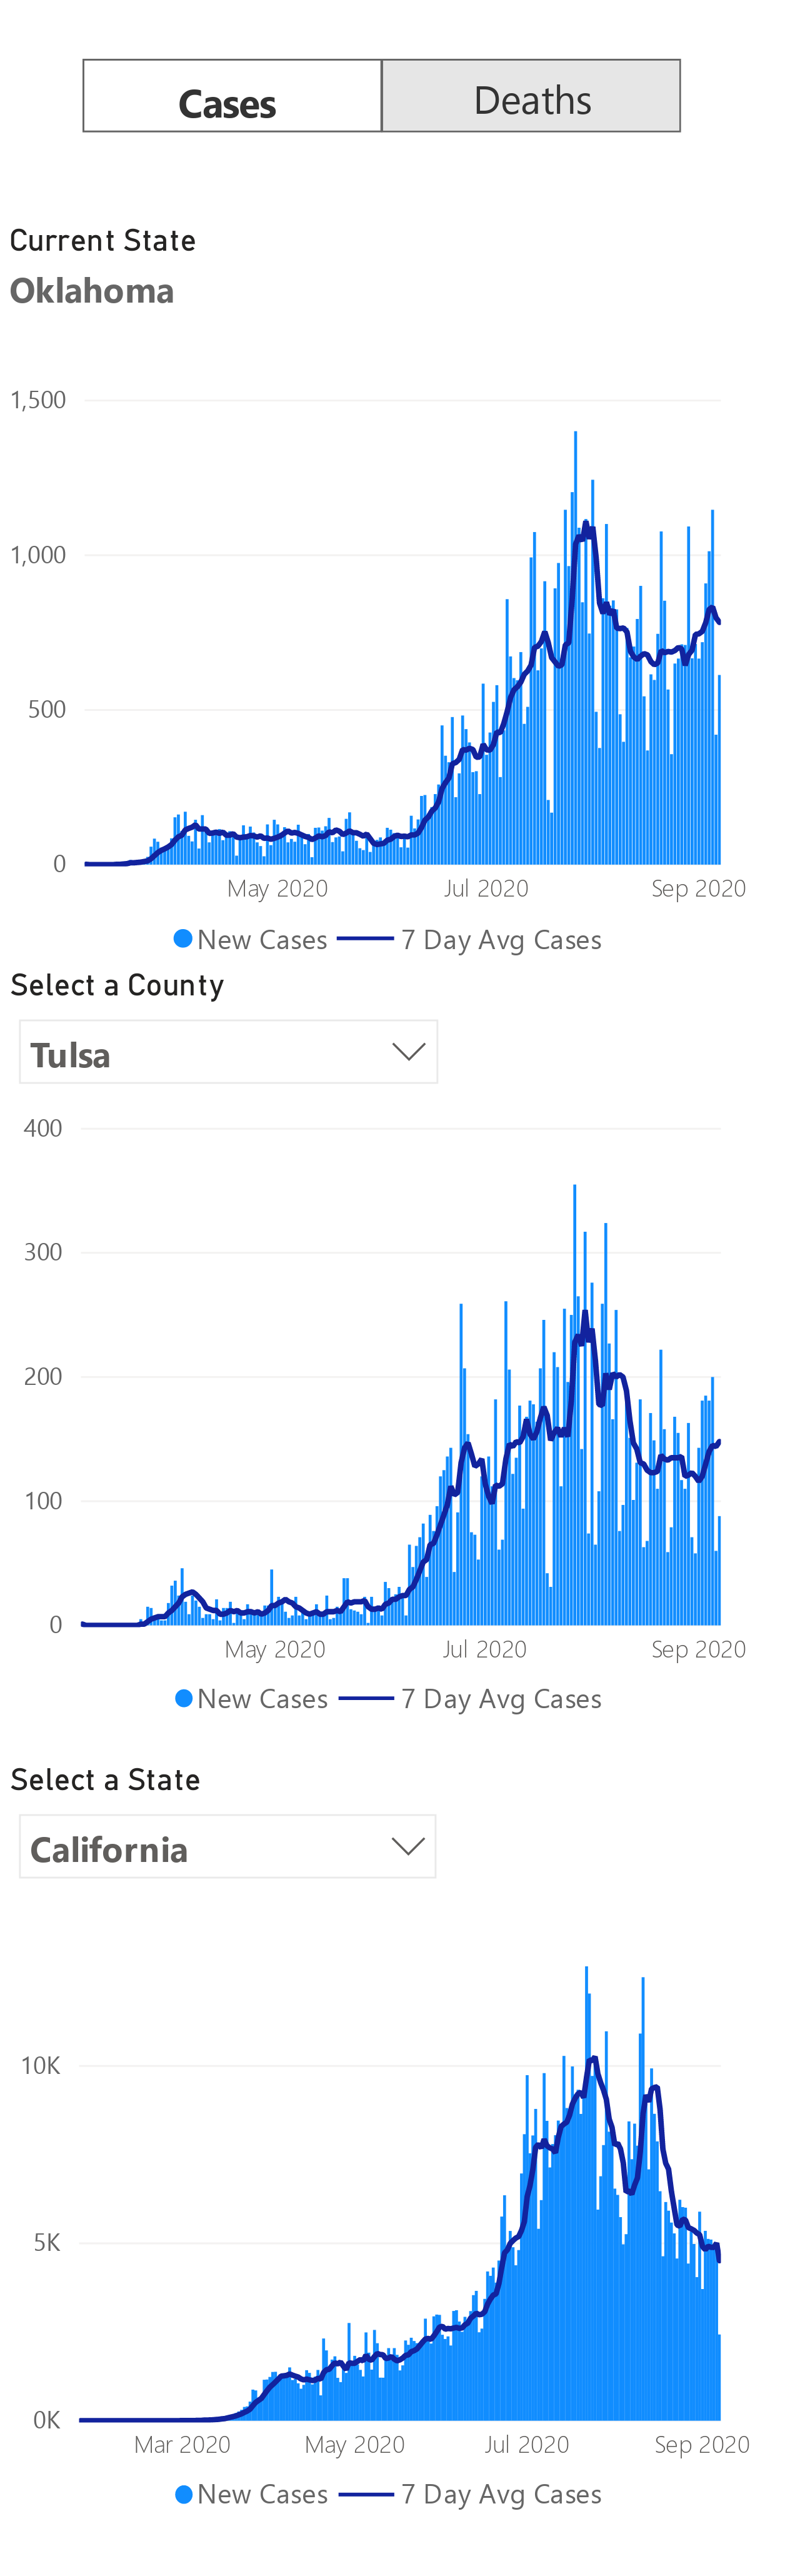 Cases Deaths
Current State
Oklahoma
1,500
1,000
500
0
May 2020 Jul 2020 Sep 2020
New Cases 7 Day Avg Cases
Select a County
Tulsa
400
300
200
100
0
May 2020 Jul 2020 Sep 2020
New Cases 7 Day Avg Cases
Select a State
California
10K
5K
0K
Mar 2020 May 2020 Jul 2020 Sep 2020
New Cases 7 Day Avg Cases